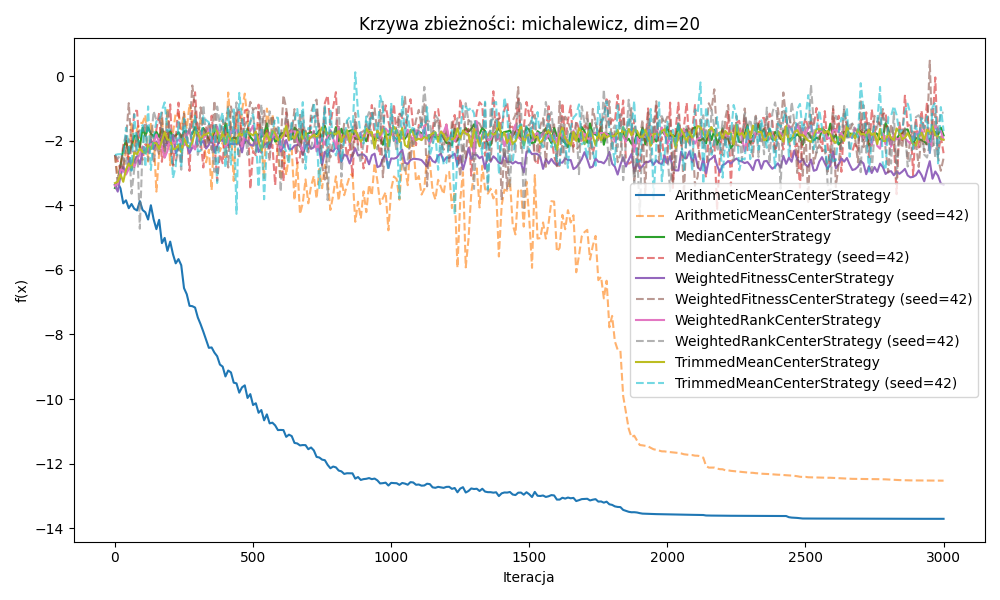 Krzywa zbieżności: michalewicz, dim=20
f(x)
0
−2
−4
−6
−8
−10
−12
−14
ArithmeticMeanCenterStrategy
ArithmeticMeanCenterStrategy (seed=42)
MedianCenterStrategy
MedianCenterStrategy (seed=42)
WeightedFitnessCenterStrategy
WeightedFitnessCenterStrategy (seed=42)
WeightedRankCenterStrategy
WeightedRankCenterStrategy (seed=42)
TrimmedMeanCenterStrategy
TrimmedMeanCenterStrategy (seed=42)
0 500 1000 1500 2000 2500 3000
Iteracja